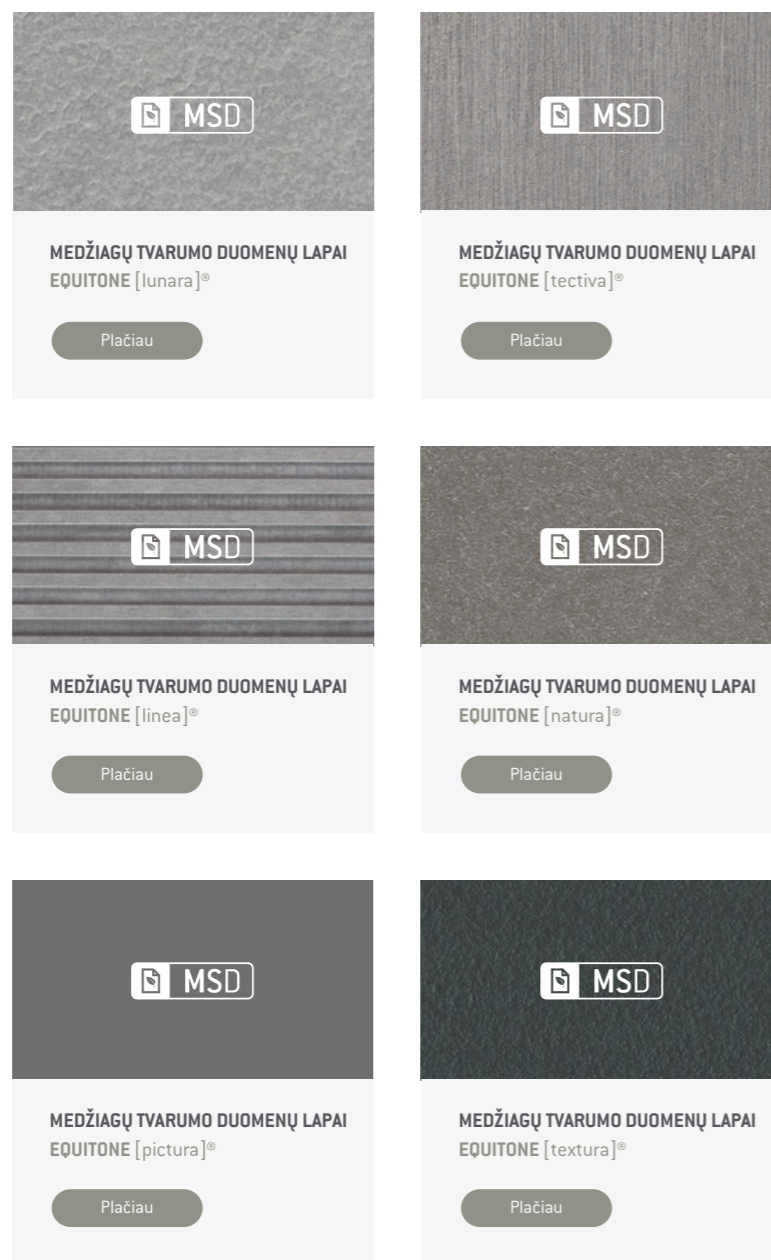 MSD
MEDŽIAGŲ TVARUMO DUOMENŲ LAPAI
EQUITONE [lunara]®
Plačiau
MSD
MEDŽIAGŲ TVARUMO DUOMENŲ LAPAI
EQUITONE [tectiva]®
Plačiau
MSD
MEDŽIAGŲ TVARUMO DUOMENŲ LAPAI
EQUITONE [linea]®
Plačiau
MSD
MEDŽIAGŲ TVARUMO DUOMENŲ LAPAI
EQUITONE [natura]®
Plačiau
MSD
MEDŽIAGŲ TVARUMO DUOMENŲ LAPAI
EQUITONE [pictura]®
Plačiau
MSD
MEDŽIAGŲ TVARUMO DUOMENŲ LAPAI
EQUITONE [textura]®
Plačiau